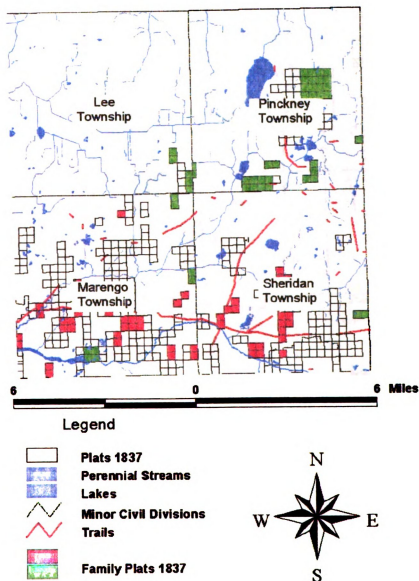 Lee
Township
Pinckney
Township
Marengo
Township
Sheridan
Township
6 0 6 Miles
Legend
Plats 1837
Perennial Streams
Lakes
Minor Civil Divisions
Trails
Family Plats 1837
N
W E
S